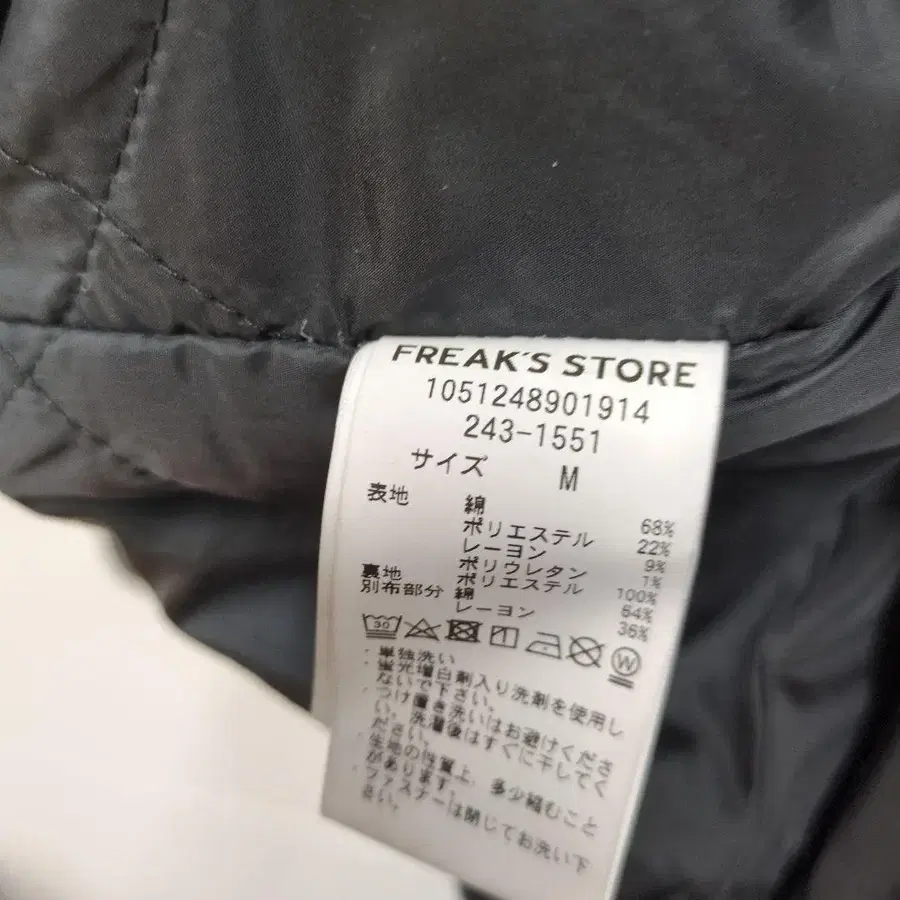 FREAK'S STORE
1051248901914
243-1551
サイズ M
表地 綿 68%
ポリエステル 22%
レーヨン 9%
ポリウレタン 1%
裏地 ポリエステル 100%
別布部分 綿 64%
レーヨン 36%
30 W
・単独洗い
・蛍光増白剤入り洗剤を使用し
ないで下さい。
・つけ置き洗いはお避けくださ
い。洗濯後はすぐに干してく
ださい。
・生地の性質上、多少縮むこと
があります。
・ファスナーは閉じてお洗い下
さい。